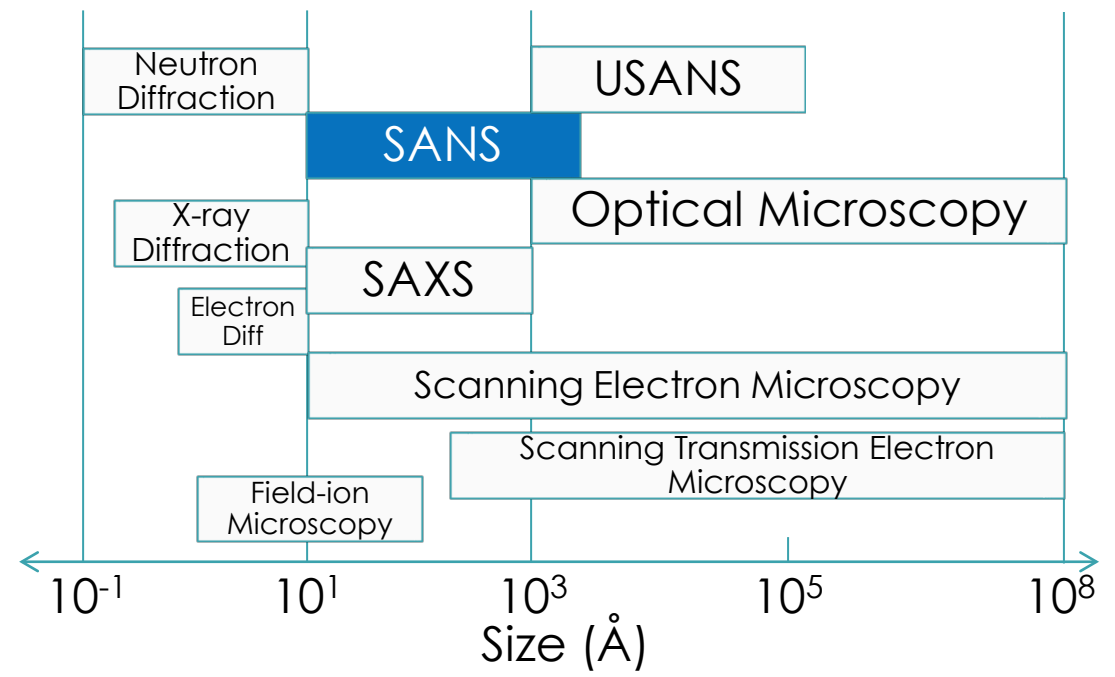 Neutron
Diffraction
USANS
SANS
Optical Microscopy
X-ray
Diffraction
SAXS
Electron
Diff
Scanning Electron Microscopy
Scanning Transmission Electron
Microscopy
Field-ion
Microscopy
10⁻¹ 10¹ 10³ 10⁵ 10⁸
Size (Å)